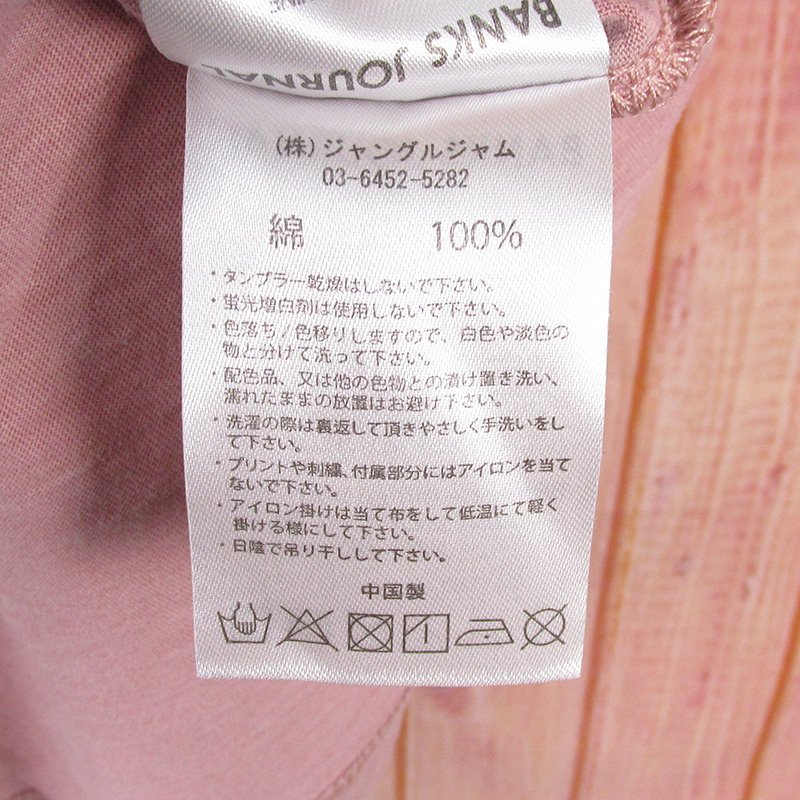 BANKS JOURNAL
(株)ジャングルジャム
03-6452-5282
綿 100%
・タンブラー乾燥はしないで下さい。
・蛍光増白剤は使用しないで下さい。
・色落ち/色移りしますので、白色や淡色の
物と分けて洗って下さい。
・配色品、又は他の色物との漬け置き洗い、
濡れたままの放置はお避け下さい。
・洗濯の際は裏返して頂きやさしく手洗いをし
て下さい。
・プリントや刺繍、付属部分にはアイロンを当て
ないで下さい。
・アイロン掛けは当て布をして低温にて軽く
掛ける様にして下さい。
・日陰で吊り干しして下さい。
中国製